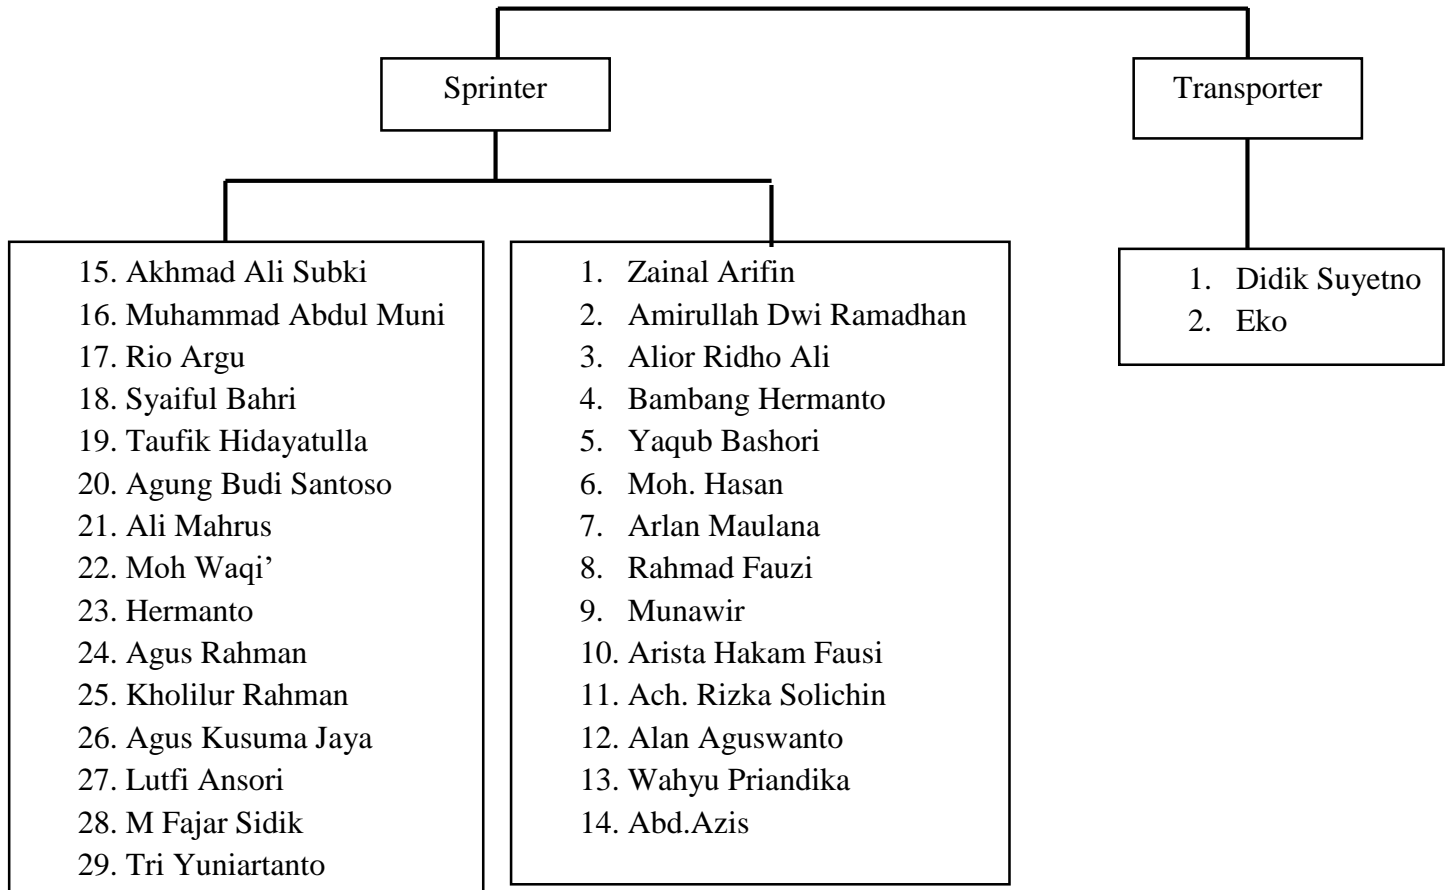 Sprinter
Transporter
15. Akhmad Ali Subki
16. Muhammad Abdul Muni
17. Rio Argu
18. Syaiful Bahri
19. Taufik Hidayatulla
20. Agung Budi Santoso
21. Ali Mahrus
22. Moh Waqi’
23. Hermanto
24. Agus Rahman
25. Kholilur Rahman
26. Agus Kusuma Jaya
27. Lutfi Ansori
28. M Fajar Sidik
29. Tri Yuniartanto
1. Zainal Arifin
2. Amirullah Dwi Ramadhan
3. Alior Ridho Ali
4. Bambang Hermanto
5. Yaqub Bashori
6. Moh. Hasan
7. Arlan Maulana
8. Rahmad Fauzi
9. Munawir
10. Arista Hakam Fausi
11. Ach. Rizka Solichin
12. Alan Aguswanto
13. Wahyu Priandika
14. Abd.Azis
1. Didik Suyetno
2. Eko